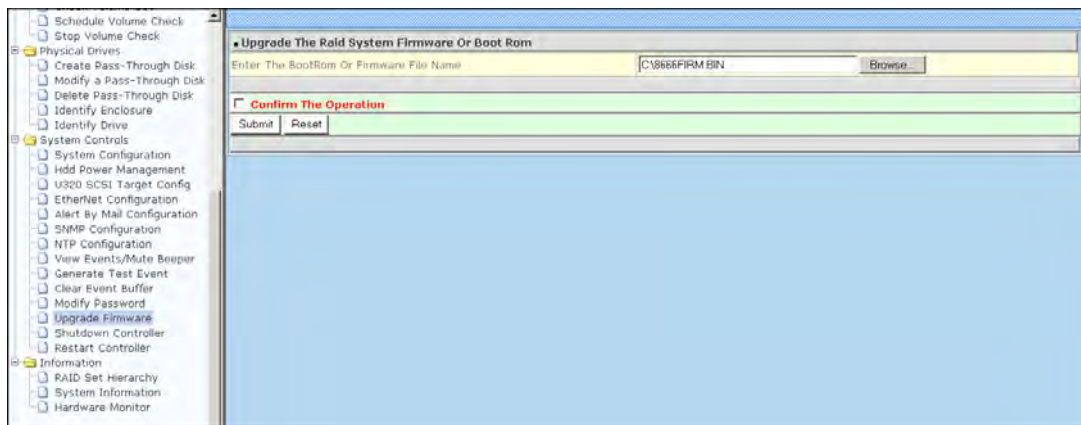 Schedule Volume Check
Stop Volume Check
Physical Drives
Create Pass-Through Disk
Modify a Pass-Through Disk
Delete Pass-Through Disk
Identify Enclosure
Identify Drive
System Controls
System Configuration
Hdd Power Management
U320 SCSI Target Config
EtherNet Configuration
Alert By Mail Configuration
SNMP Configuration
NTP Configuration
View Events/Mute Beeper
Generate Test Event
Clear Event Buffer
Modify Password
Upgrade Firmware
Shutdown Controller
Restart Controller
Information
RAID Set Hierarchy
System Information
Hardware Monitor
Upgrade The Raid System Firmware Or Boot Rom
Enter The BootRom Or Firmware File Name C:\8666FIRM.BIN Browse...
Confirm The Operation
Submit Reset